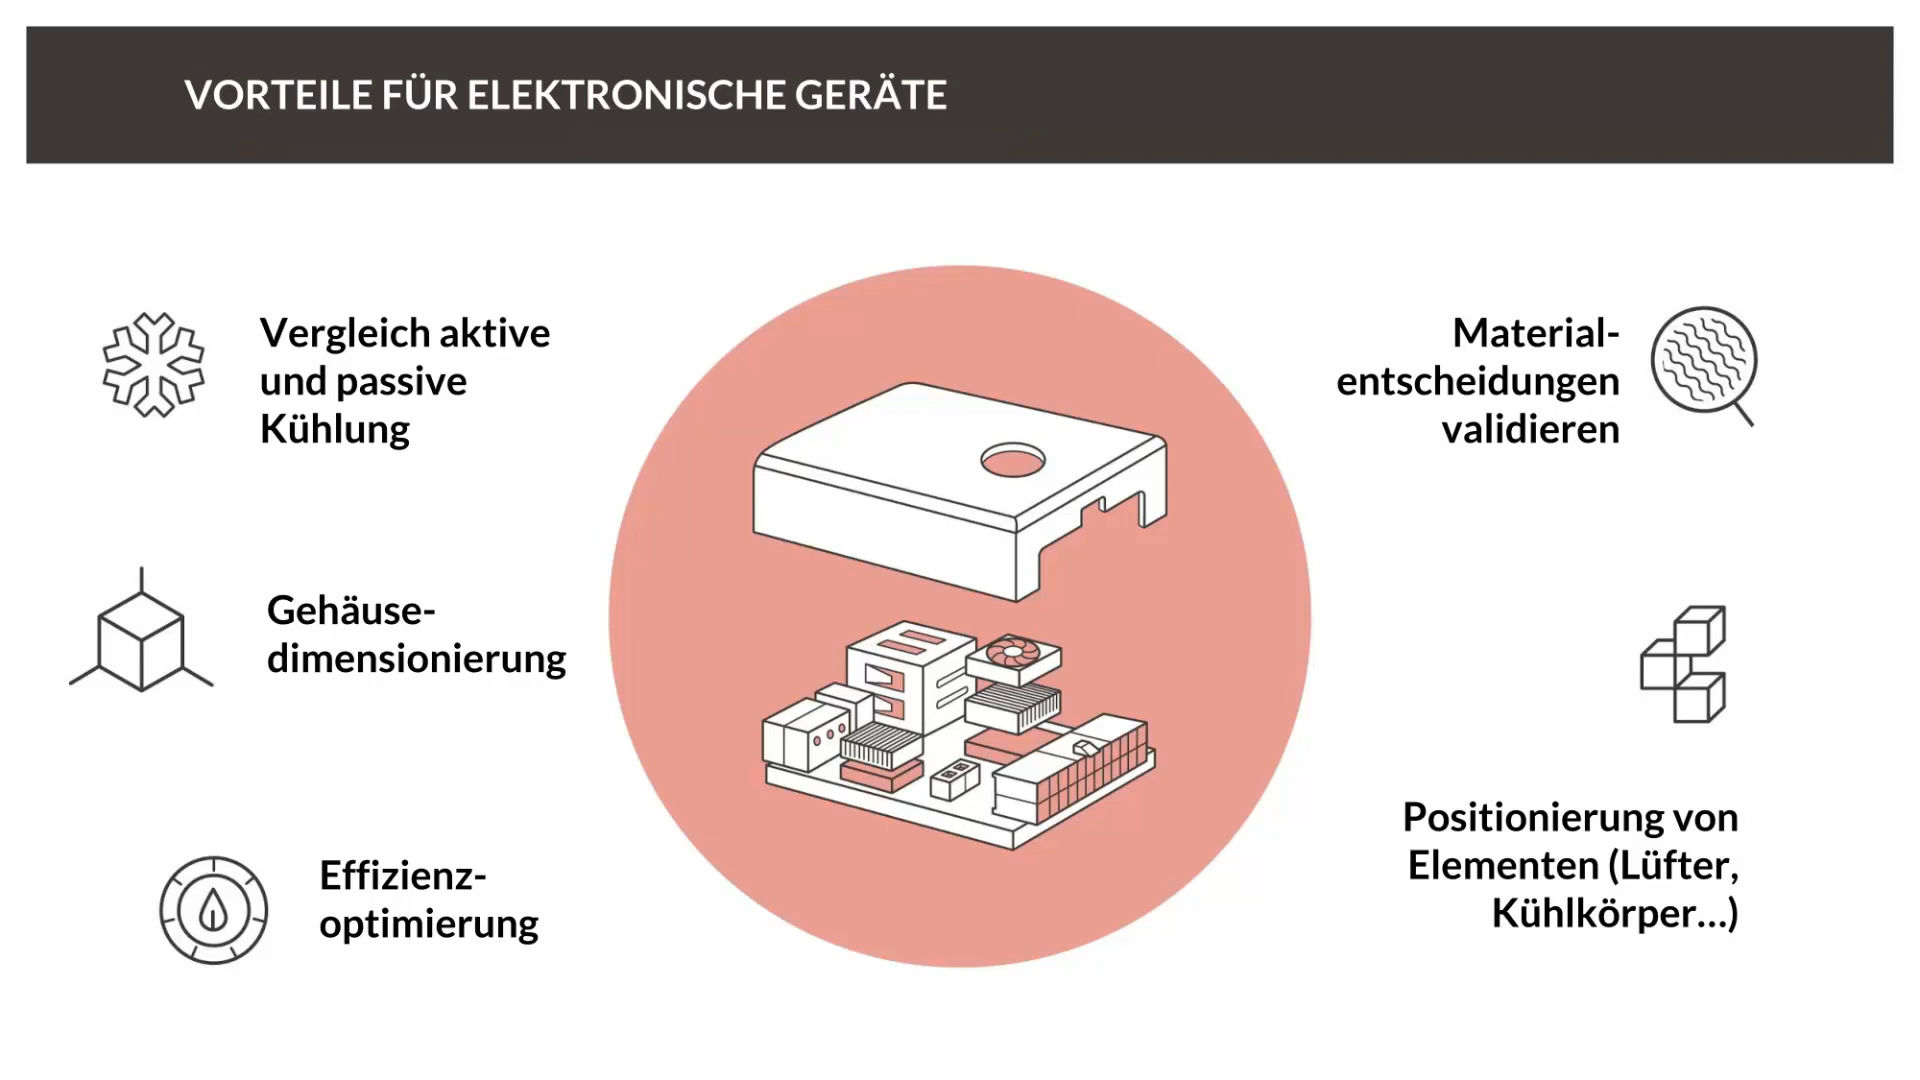 VORTEILE FÜR ELEKTRONISCHE GERÄTE
Vergleich aktive
und passive
Kühlung
Gehäuse-
dimensionierung
Effizienz-
optimierung
Material-
entscheidungen
validieren
Positionierung von
Elementen (Lüfter,
Kühlkörper...)